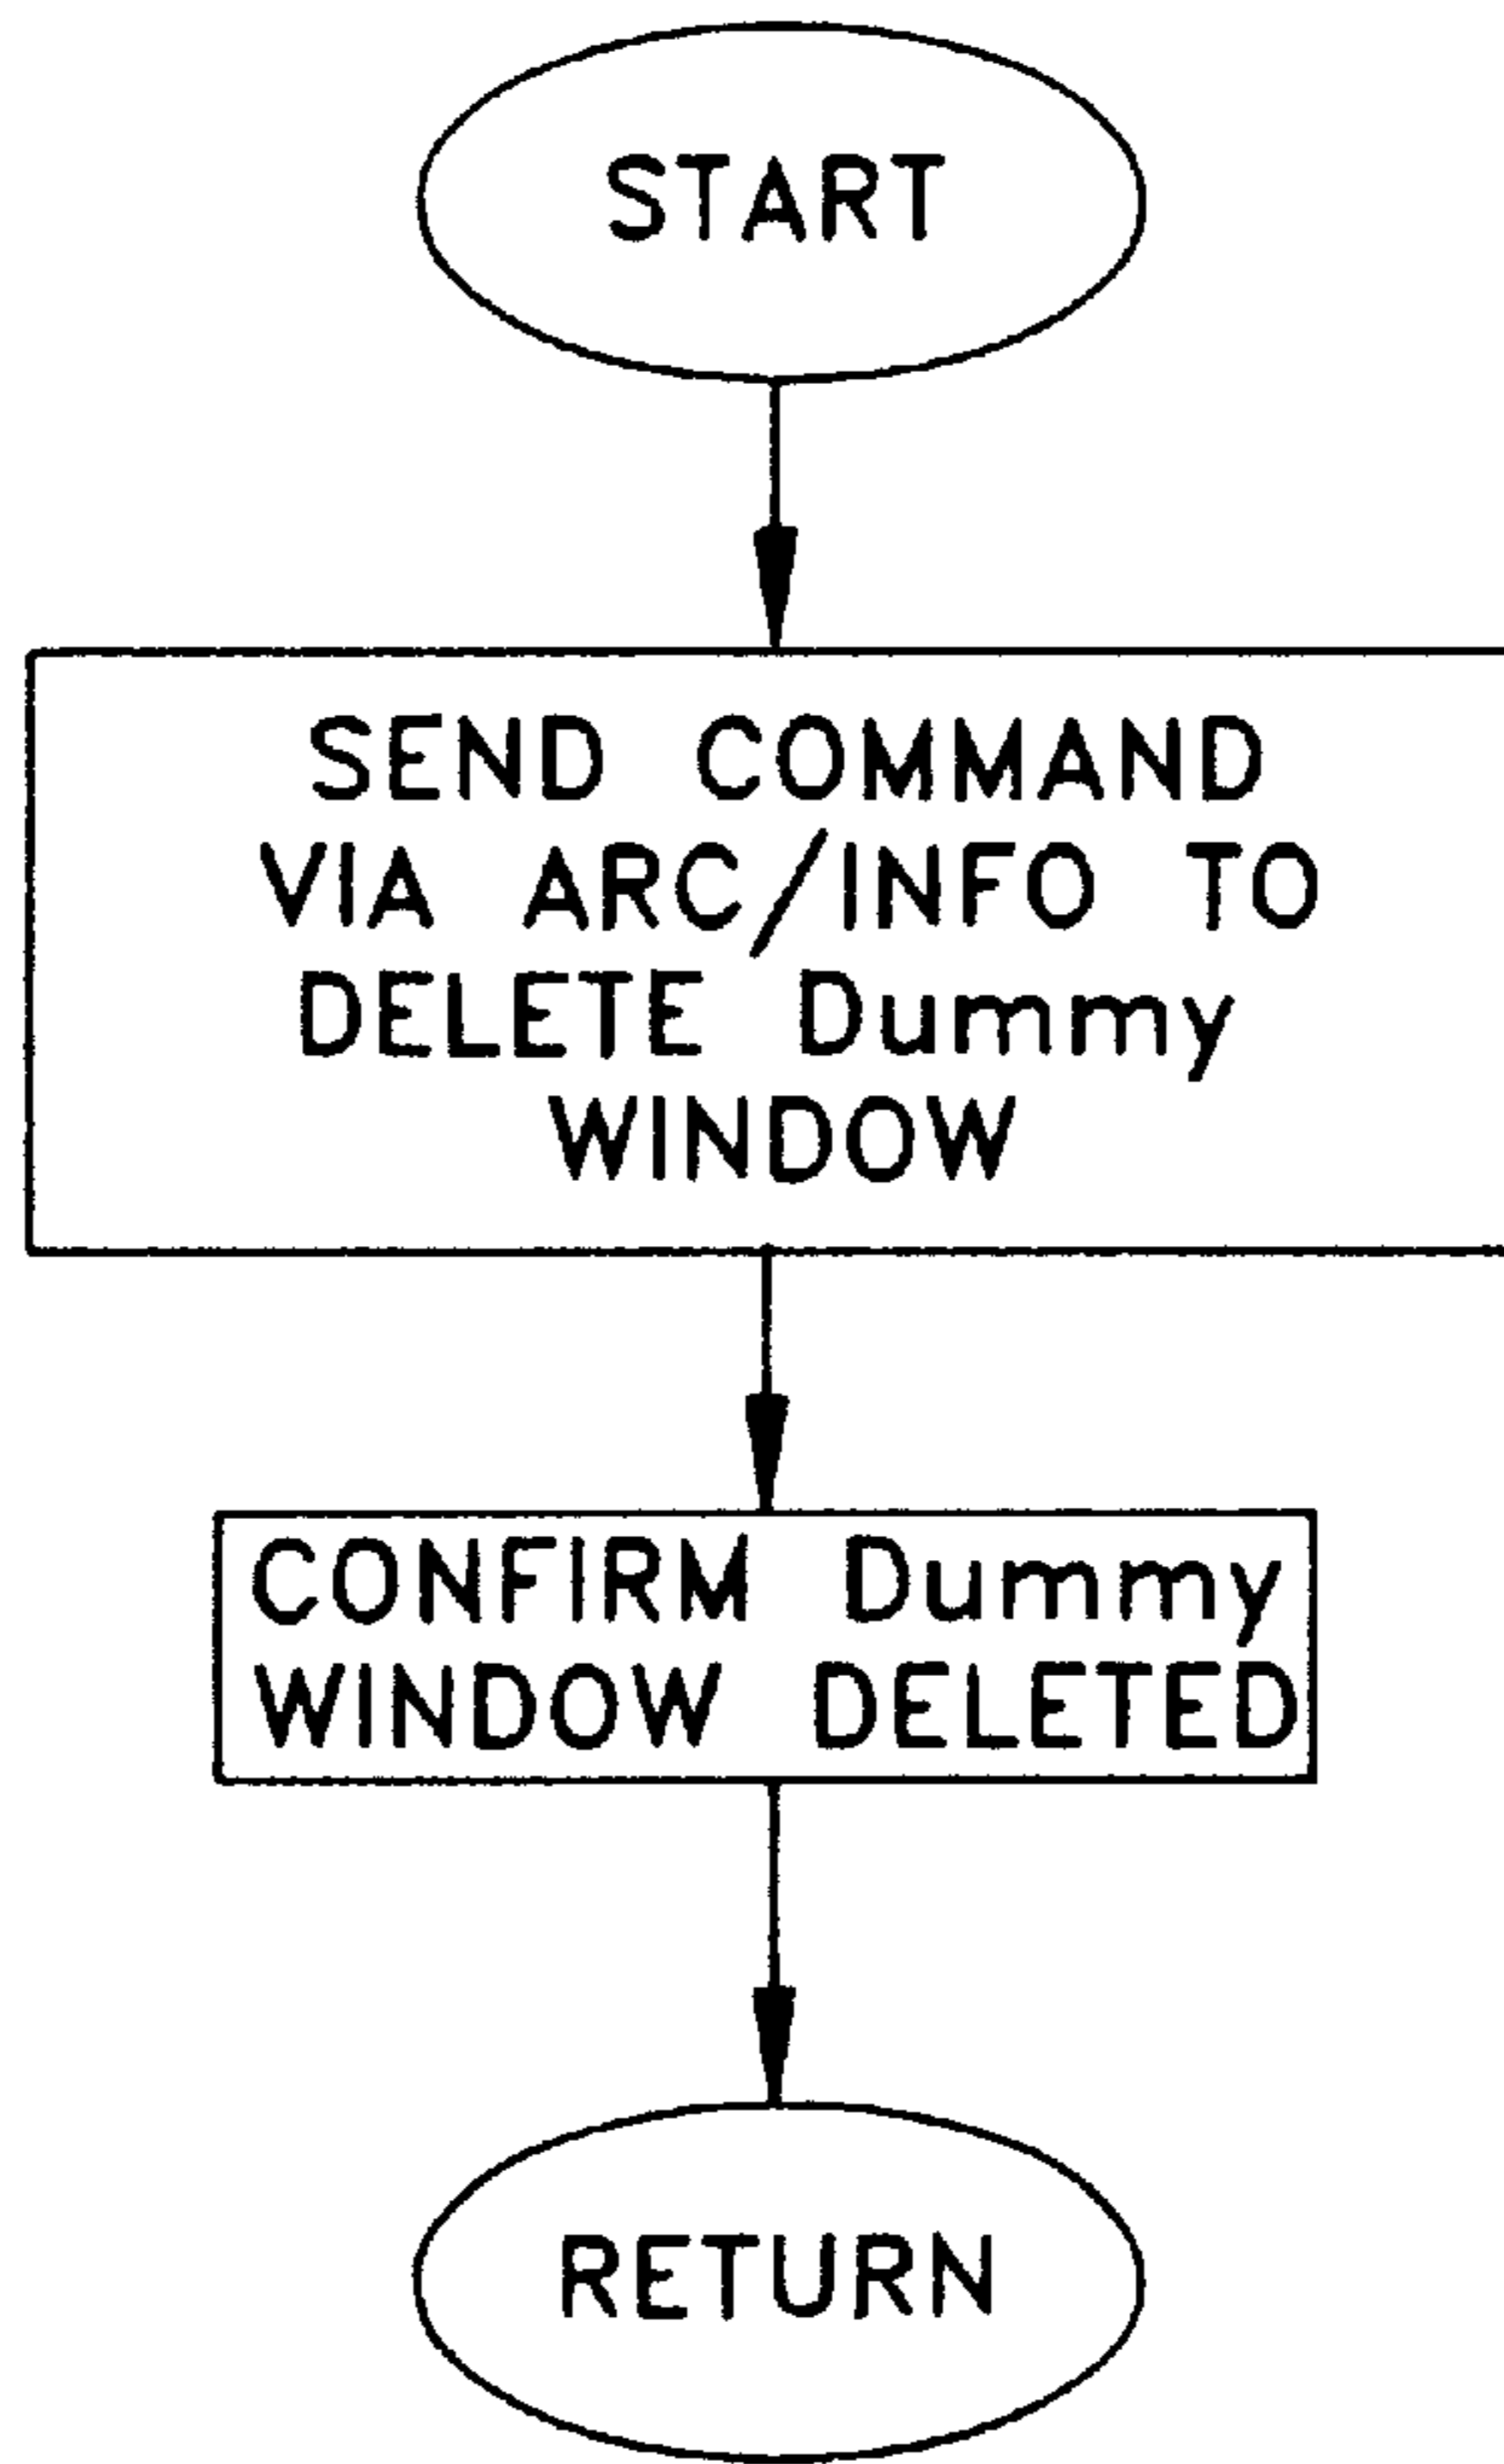 START
SEND COMMAND
VIA ARC/INFO TO
DELETE Dummy
WINDOW
CONFIRM Dummy
WINDOW DELETED
RETURN